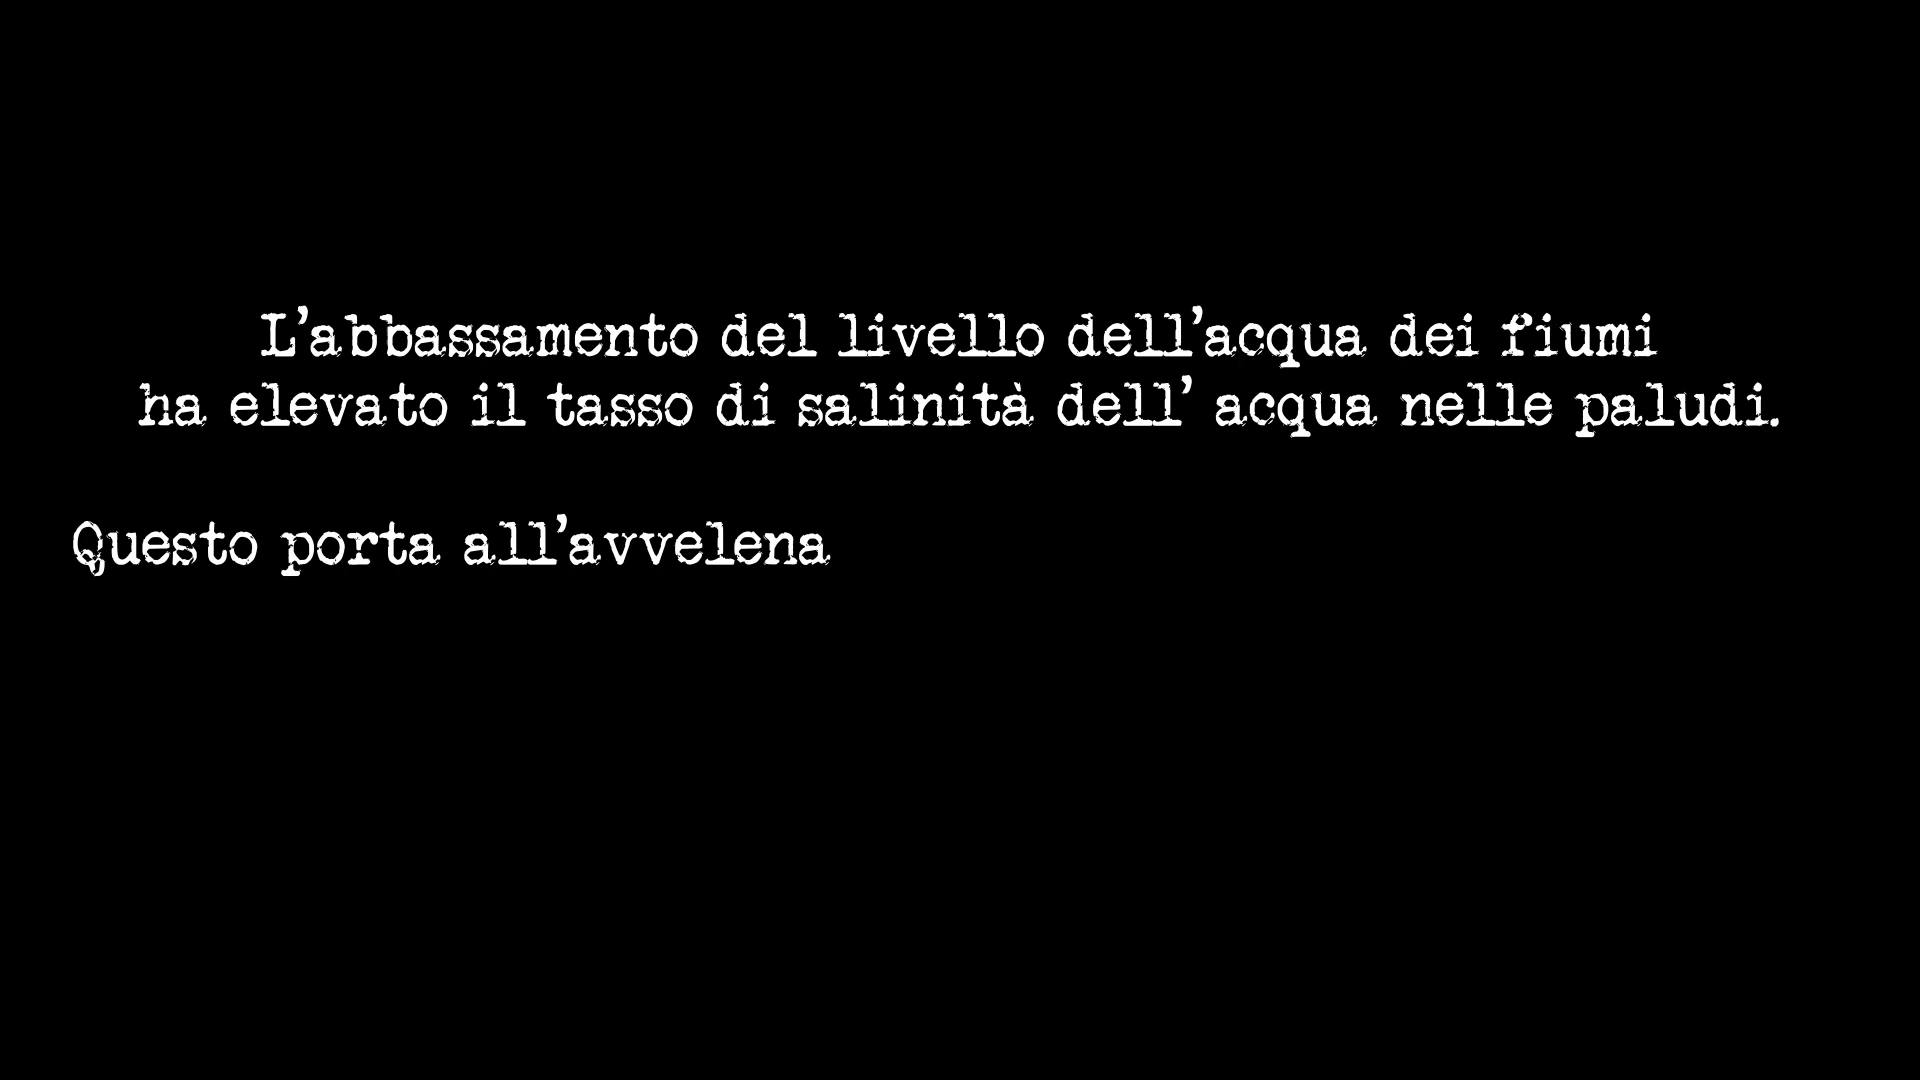 L'abbassamento del livello dell'acqua dei fiumi
ha elevato il tasso di salinità dell' acqua nelle paludi.
Questo porta all'avvelena